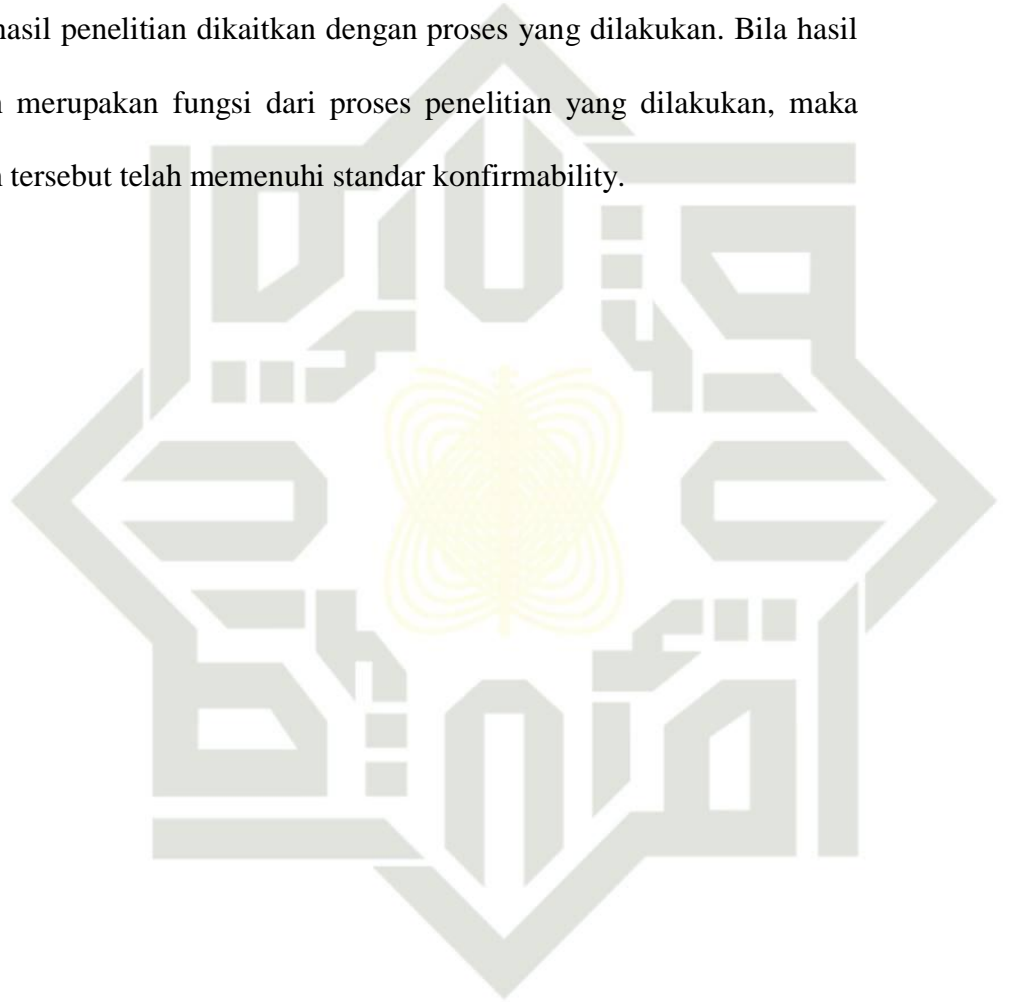 hasil penelitian dikaitkan dengan proses yang dilakukan. Bila hasil
merupakan fungsi dari proses penelitian yang dilakukan, maka
tersebut telah memenuhi standar konfirmability.